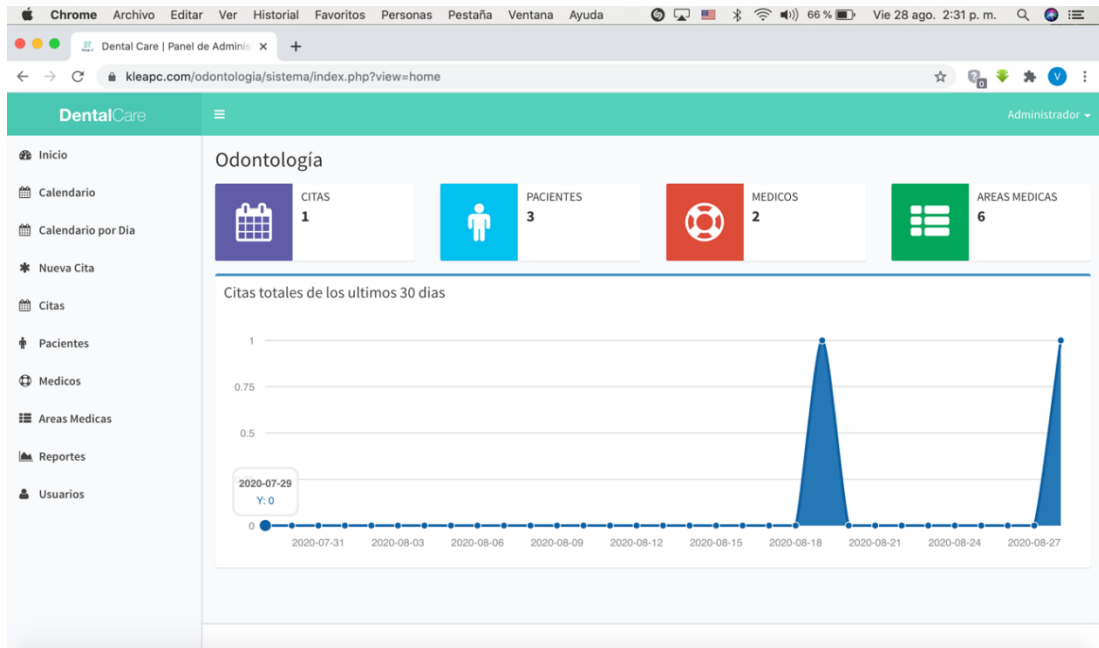 Chrome Archivo Editar Ver Historial Favoritos Personas Pestaña Ventana Ayuda 66 % Vie 28 ago. 2:31 p. m.
Dental Care | Panel de Adminis
kleapc.com/odontologia/sistema/index.php?view=home
0
V
DentalCare
Administrador
Inicio
Calendario
Calendario por Dia
Nueva Cita
Citas
Pacientes
Medicos
Areas Medicas
Reportes
Usuarios
Odontología
CITAS
1
PACIENTES
3
MEDICOS
2
AREAS MEDICAS
6
Citas totales de los ultimos 30 dias
1
0.75
0.5
2020-07-29
Y: 0
0
2020-07-31 2020-08-03 2020-08-06 2020-08-09 2020-08-12 2020-08-15 2020-08-18 2020-08-21 2020-08-24 2020-08-27